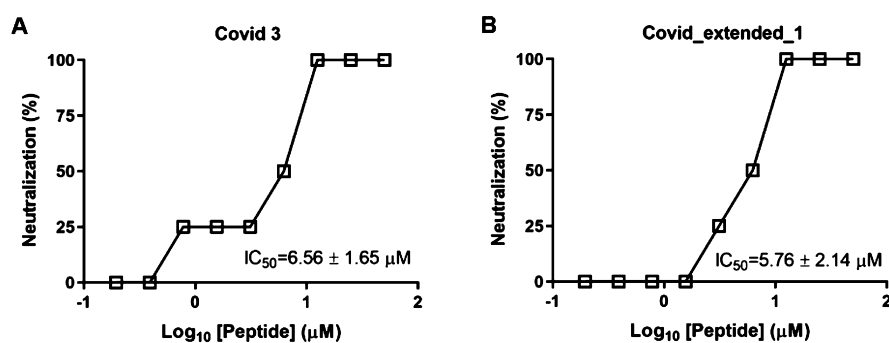 A
Covid 3
Neutralization (%)
100
75
50
25
0
-1
0
1
2
IC50=6.56 ± 1.65 µM
Log10 [Peptide] (µM)
B
Covid_extended_1
Neutralization (%)
100
75
50
25
0
-1
0
1
2
IC50=5.76 ± 2.14 µM
Log10 [Peptide] (µM)